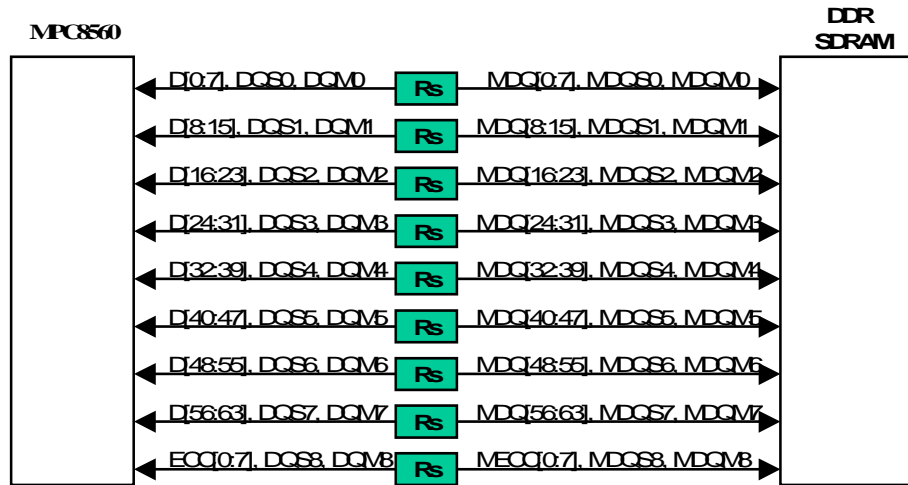 MPC8560
DDR
SDRAM
D[0:7], DQS0, DQM0 Rs MDQ[0:7], MDQS0, MDQM0
D[8:15], DQS1, DQM1 Rs MDQ[8:15], MDQS1, MDQM1
D[16:23], DQS2, DQM2 Rs MDQ[16:23], MDQS2, MDQM2
D[24:31], DQS3, DQM3 Rs MDQ[24:31], MDQS3, MDQM3
D[32:39], DQS4, DQM4 Rs MDQ[32:39], MDQS4, MDQM4
D[40:47], DQS5, DQM5 Rs MDQ[40:47], MDQS5, MDQM5
D[48:55], DQS6, DQM6 Rs MDQ[48:55], MDQS6, MDQM6
D[56:63], DQS7, DQM7 Rs MDQ[56:63], MDQS7, MDQM7
ECC[0:7], DQS8, DQM8 Rs MECC[0:7], MDQS8, MDQM8